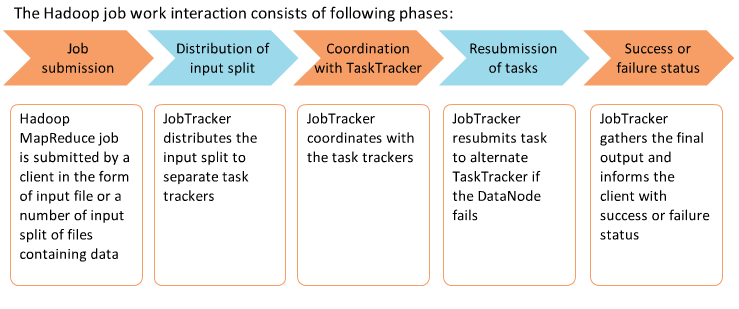 The Hadoop job work interaction consists of following phases:
Job
submission
Distribution of
input split
Coordination
with TaskTracker
Resubmission
of tasks
Success or
failure status
Hadoop
MapReduce job
is submitted by a
client in the form
of input file or a
number of input
split of files
containing data
JobTracker
distributes the
input split to
separate task
trackers
JobTracker
coordinates with
the task trackers
JobTracker
resubmits task
to alternate
TaskTracker if
the DataNode
fails
JobTracker
gathers the final
output and
informs the
client with
success or failure
status